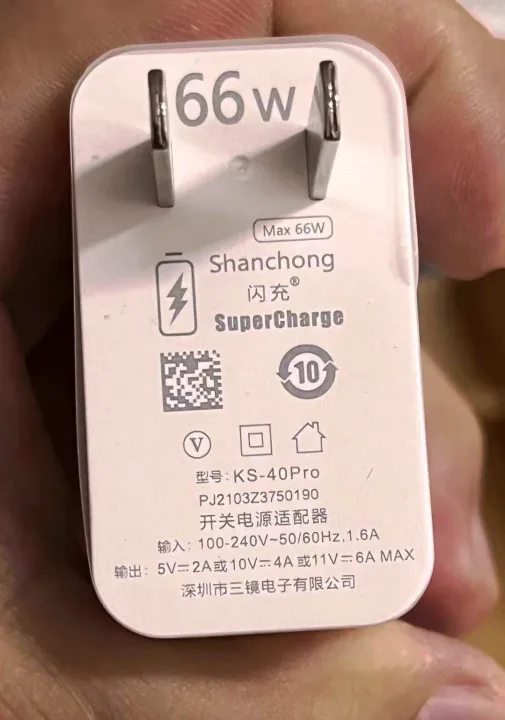 66W
Max 66W
Shanchong
闪充®
SuperCharge
10
V
型号: KS-40Pro
PJ2103Z3750190
开关电源适配器
输入: 100-240V~50/60Hz. 1.6A
输出: 5V⎓2A或10V⎓4A或11V⎓6A MAX
深圳市三镜电子有限公司